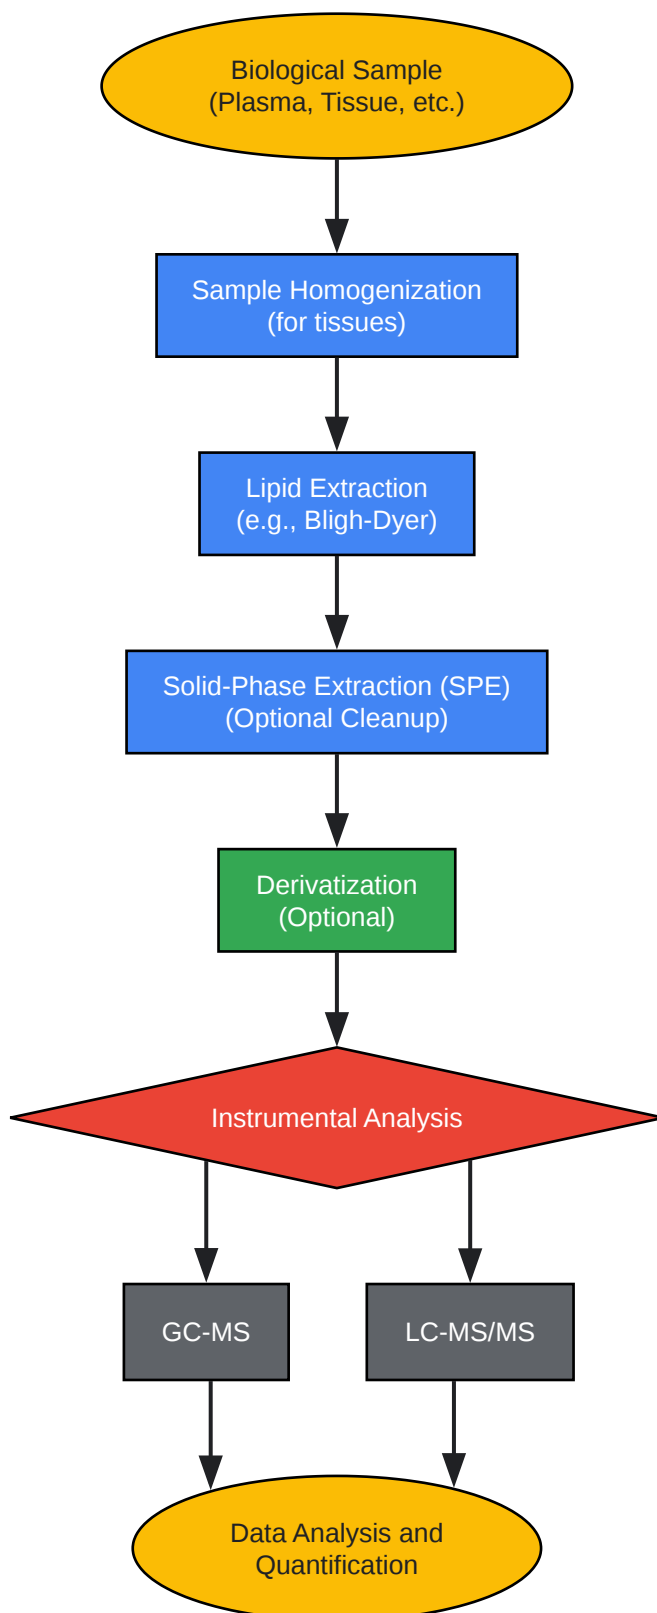 Biological Sample
(Plasma, Tissue, etc.)
Sample Homogenization
(for tissues)
Lipid Extraction
(e.g., Bligh-Dyer)
Solid-Phase Extraction (SPE)
(Optional Cleanup)
Derivatization
(Optional)
Instrumental Analysis
GC-MS
LC-MS/MS
Data Analysis and
Quantification